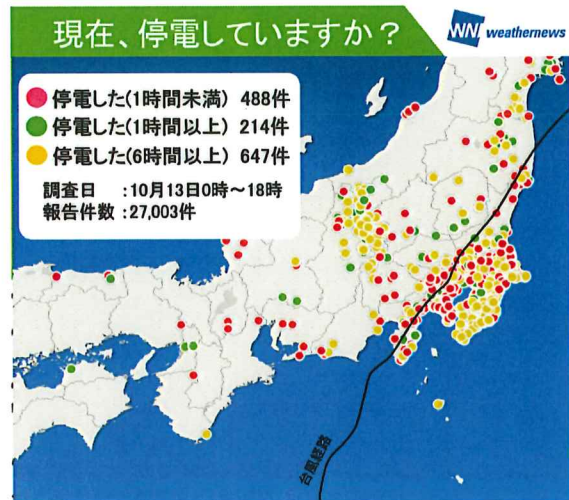 現在、停電していますか？
WNI weathernews
停電した(1時間未満) 488件
停電した(1時間以上) 214件
停電した(6時間以上) 647件
調査日 :10月13日0時～18時
報告件数 :27,003件
台風経路